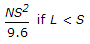 NS²/9.6 if L < S